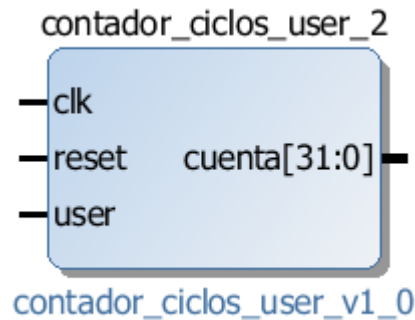 contador_ciclos_user_2
clk
reset cuenta[31:0]
user
contador_ciclos_user_v1_0